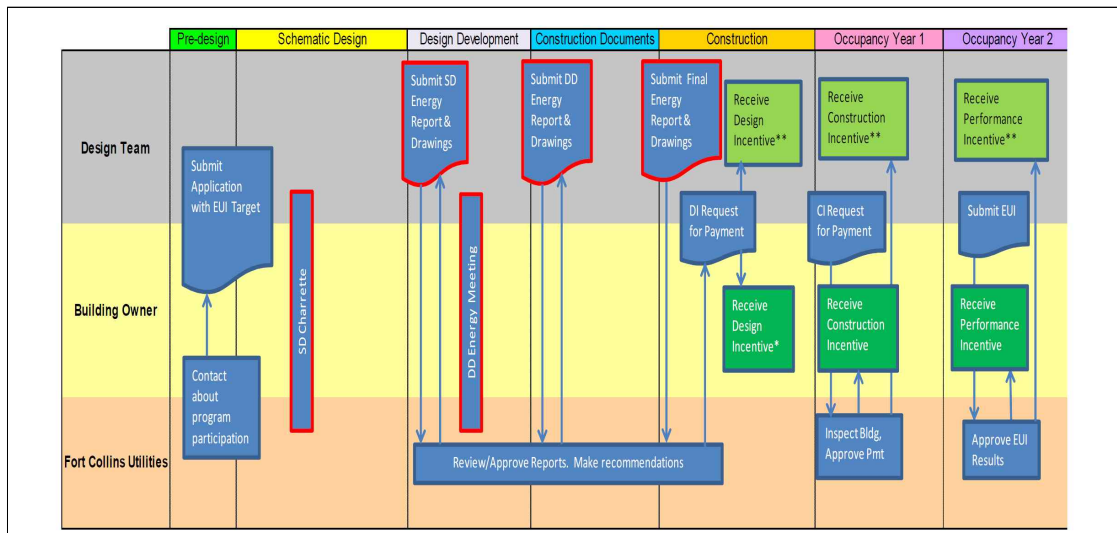 Pre-design
Schematic Design
Design Development
Construction Documents
Construction
Occupancy Year 1
Occupancy Year 2
Design Team
Submit
Application
with EUI Target
Submit SD
Energy
Report &
Drawings
Submit DD
Energy
Report &
Drawings
Submit Final
Energy
Report &
Drawings
Receive
Design
Incentive**
Receive
Construction
Incentive**
Receive
Performance
Incentive**
DI Request
for Payment
CI Request
for Payment
Submit EUI
Building Owner
SD Charrette
DD Energy Meeting
Receive
Design
Incentive*
Receive
Construction
Incentive
Receive
Performance
Incentive
Contact
about
program
participation
Fort Collins Utilities
Review/Approve Reports. Make recommendations
Inspect Bldg,
Approve Pmt
Approve EUI
Results